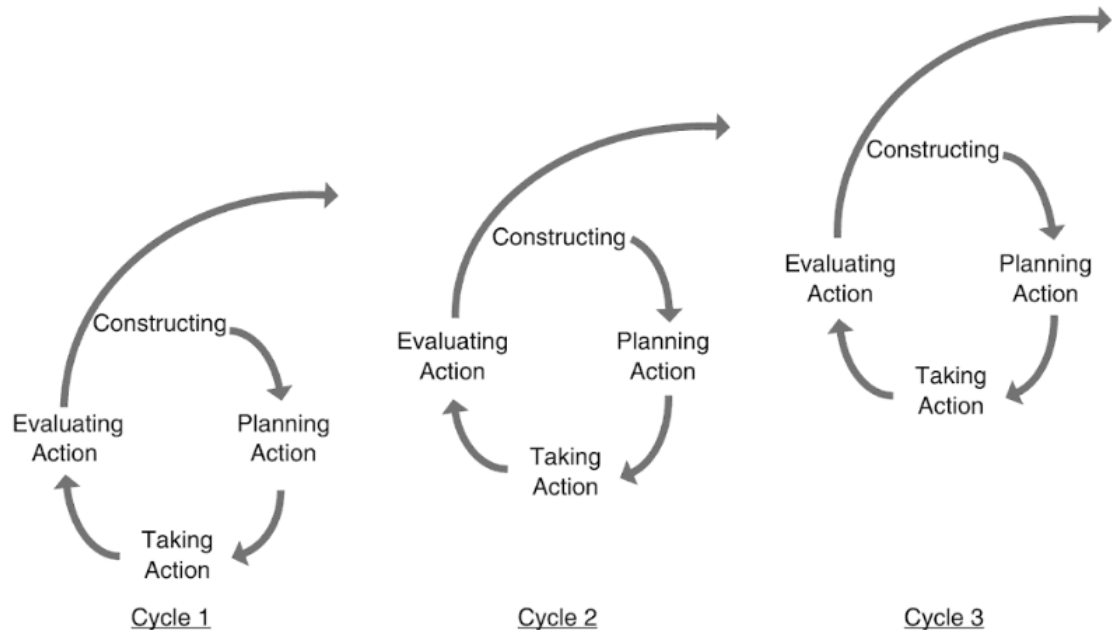 Constructing
Planning
Action
Taking
Action
Evaluating
Action
Cycle 1
Constructing
Planning
Action
Taking
Action
Evaluating
Action
Cycle 2
Constructing
Planning
Action
Taking
Action
Evaluating
Action
Cycle 3